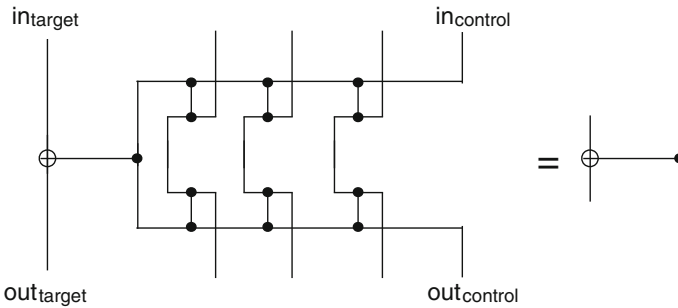 in_target
in_control
=
out_target
out_control